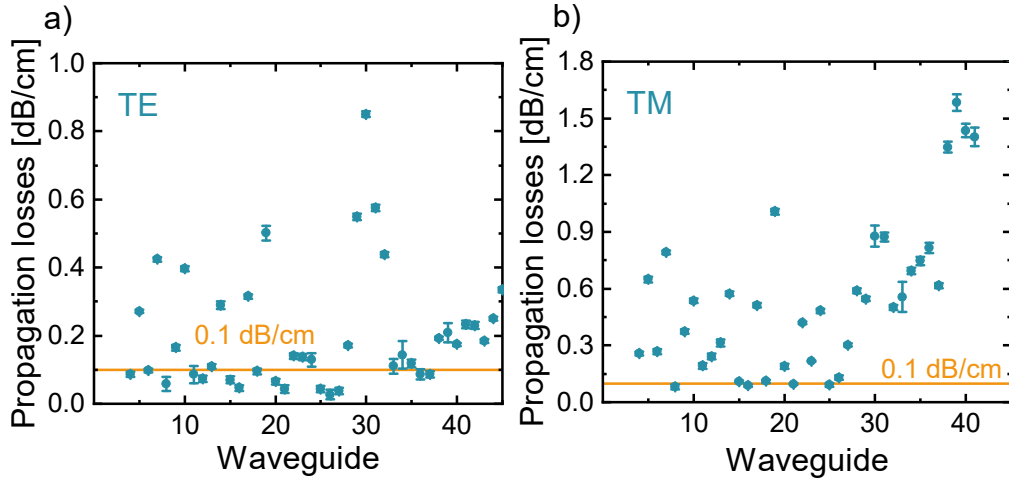 a)
Propagation losses [dB/cm]
1.0
0.8
0.6
0.4
0.2
0.0
TE
0.1 dB/cm
10 20 30 40
Waveguide
b)
Propagation losses [dB/cm]
1.8
1.5
1.2
0.9
0.6
0.3
0.0
TM
0.1 dB/cm
10 20 30 40
Waveguide